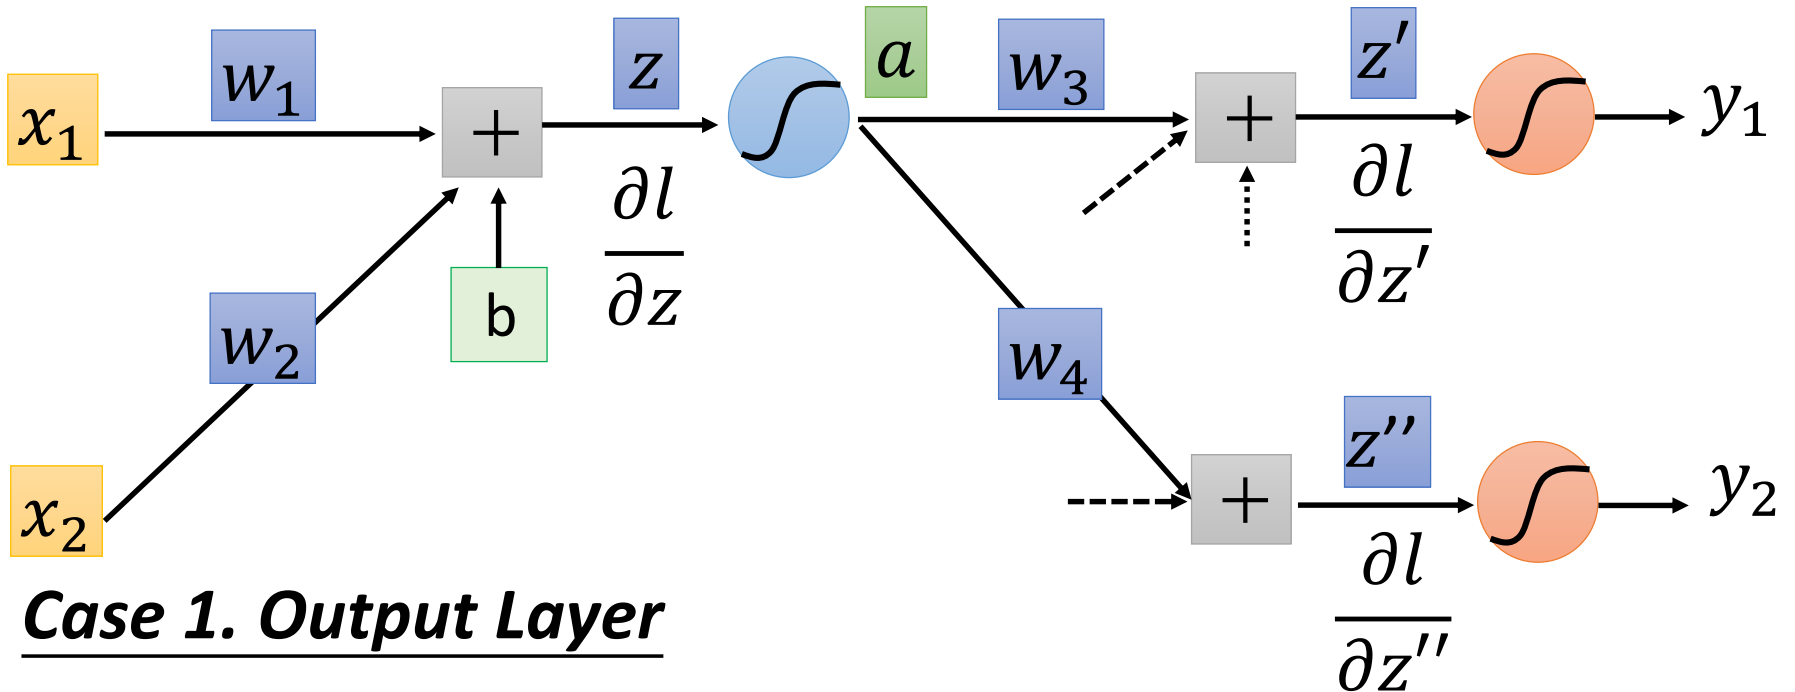 x₁
w₁
+
z
a
w₃
+
z′
y₁
∂l
∂z
∂l
∂z′
w₂
b
w₄
x₂
+
z′′
y₂
∂l
∂z′′
Case 1. Output Layer